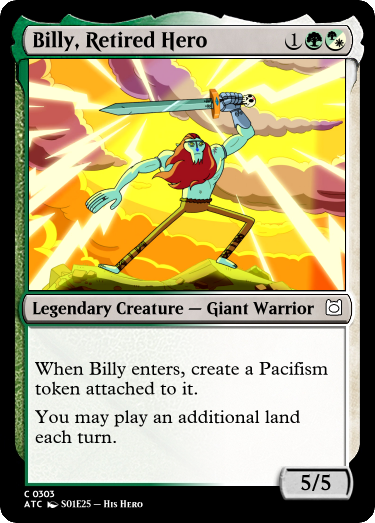 Billy, Retired Hero 1
Legendary Creature — Giant Warrior
When Billy enters, create a Pacifism
token attached to it.
You may play an additional land
each turn.
5/5
C 0303
ATC S01E25 — His Hero